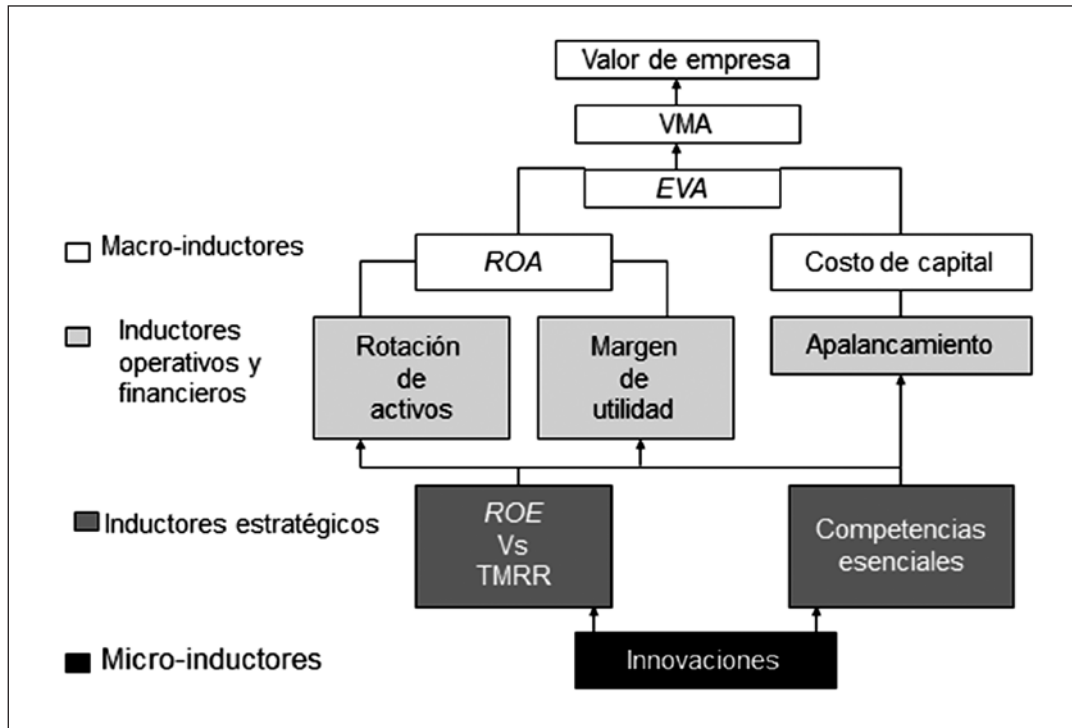 Valor de empresa
VMA
EVA
Macro-inductores
ROA
Costo de capital
Inductores
operativos y
financieros
Rotación
de
activos
Margen
de
utilidad
Apalancamiento
Inductores estratégicos
ROE
Vs
TMRR
Competencias
esenciales
Micro-inductores
Innovaciones